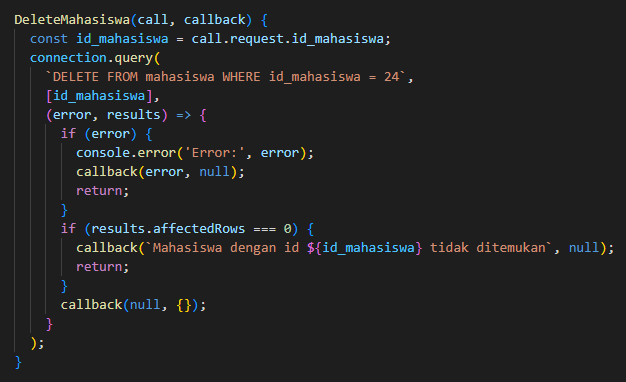 DeleteMahasiswa(call, callback) {
  const id_mahasiswa = call.request.id_mahasiswa;
  connection.query(
    `DELETE FROM mahasiswa WHERE id_mahasiswa = 24`,
    [id_mahasiswa],
    (error, results) => {
      if (error) {
        console.error('Error:', error);
        callback(error, null);
        return;
      }
      if (results.affectedRows === 0) {
        callback(`Mahasiswa dengan id ${id_mahasiswa} tidak ditemukan`, null);
        return;
      }
      callback(null, {});
    }
  );
}